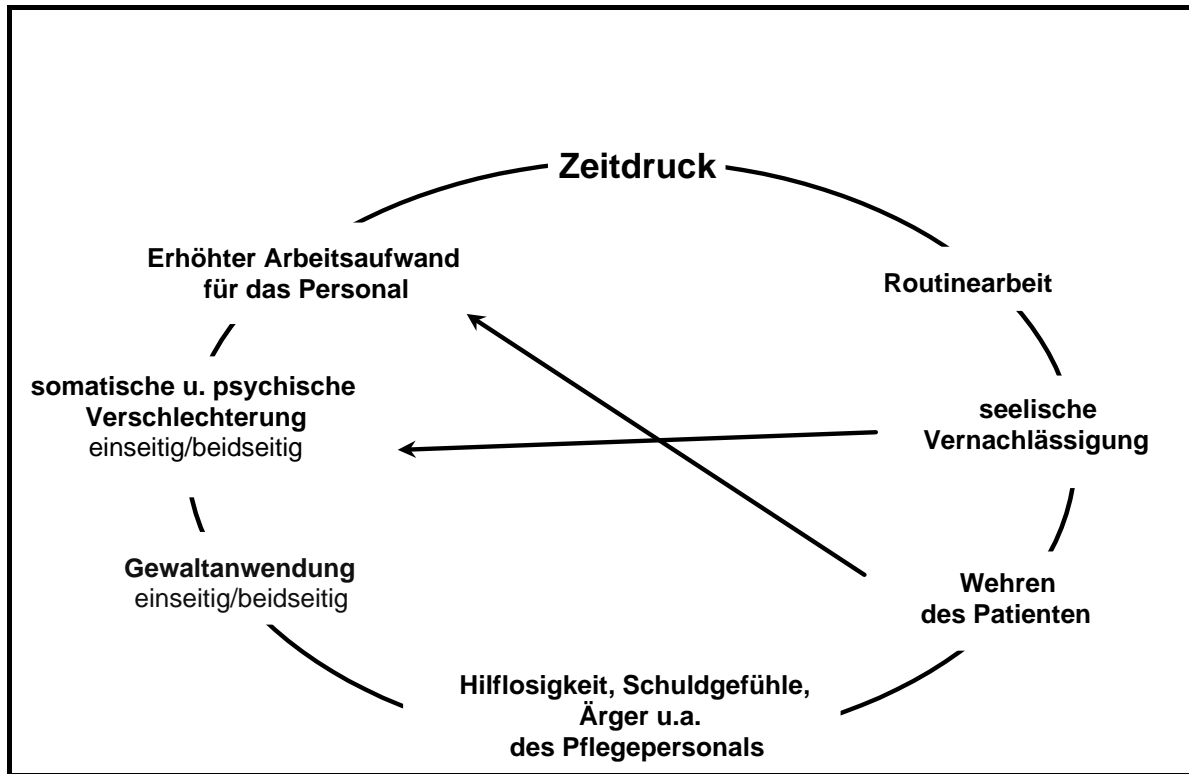 Zeitdruck
Erhöhter Arbeitsaufwand
für das Personal
Routinearbeit
somatische u. psychische
Verschlechterung
einseitig/beidseitig
seelische
Vernachlässigung
Gewaltanwendung
einseitig/beidseitig
Wehren
des Patienten
Hilflosigkeit, Schuldgefühle,
Ärger u.a.
des Pflegepersonals